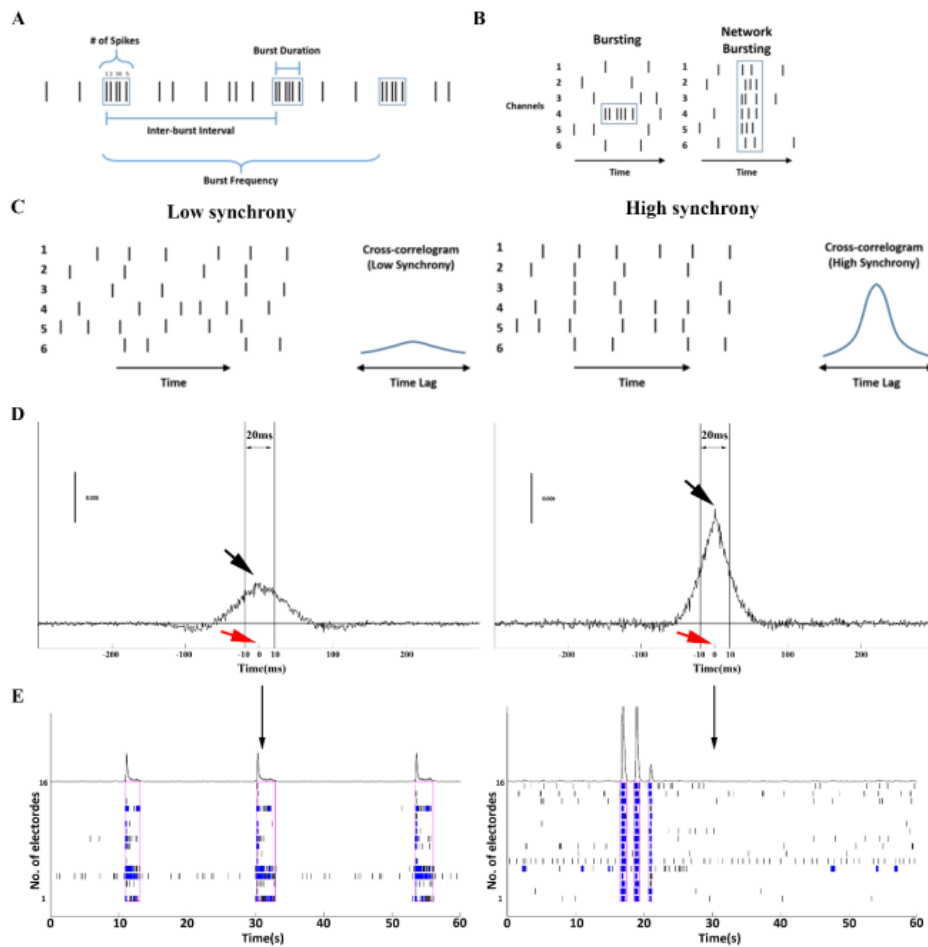 A
# of Spikes
Burst Duration
Inter-burst Interval
Burst Frequency
B
Bursting
Network
Bursting
Channels
1
2
3
4
5
6
1
2
3
4
5
6
Time
Time
C
Low synchrony
High synchrony
1
2
3
4
5
6
Time
Cross-correlogram
(Low Synchrony)
Time Lag
1
2
3
4
5
6
Time
Cross-correlogram
(High Synchrony)
Time Lag
D
20ms
-200 -100 -10 0 10 100 200
Time(ms)
20ms
-200 -100 -10 0 10 100 200
Time(ms)
E
16
No. of electordes
1
0 10 20 30 40 50 60
Time(s)
16
No. of electordes
1
0 10 20 30 40 50 60
Time(s)